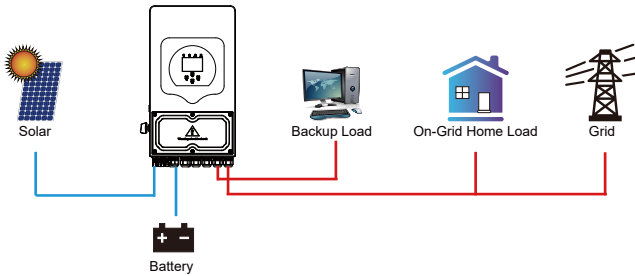 Solar
Backup Load
On-Grid Home Load
Grid
+ −
Battery